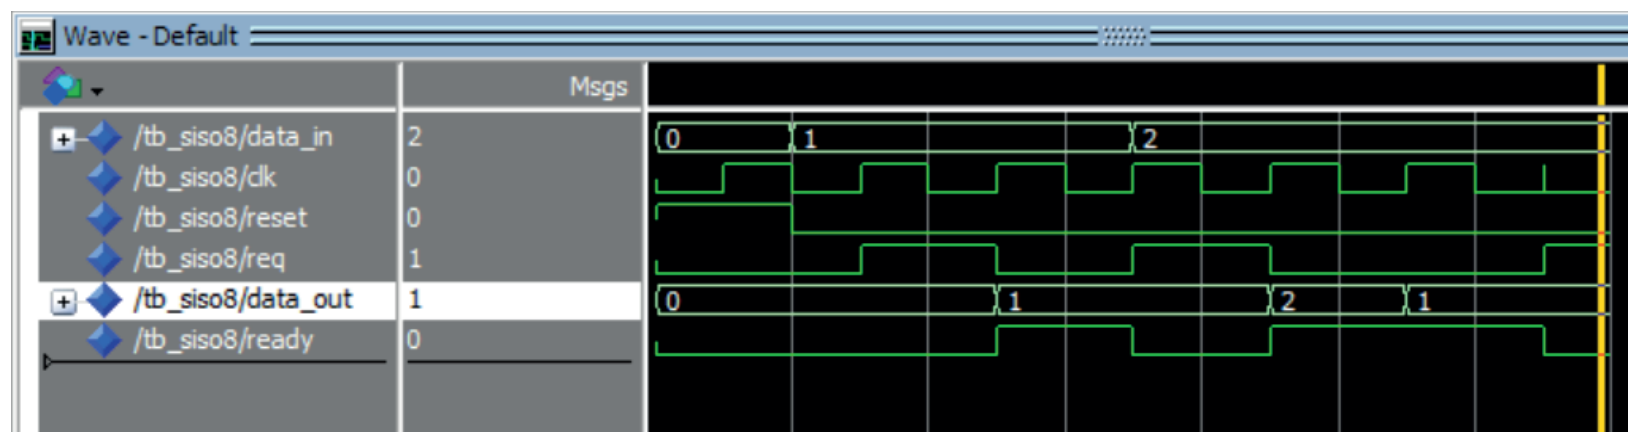 Wave - Default
Msgs
/tb_siso8/data_in 2 0 1 2
/tb_siso8/clk 0
/tb_siso8/reset 0
/tb_siso8/req 1
/tb_siso8/data_out 1 0 1 2 1
/tb_siso8/ready 0